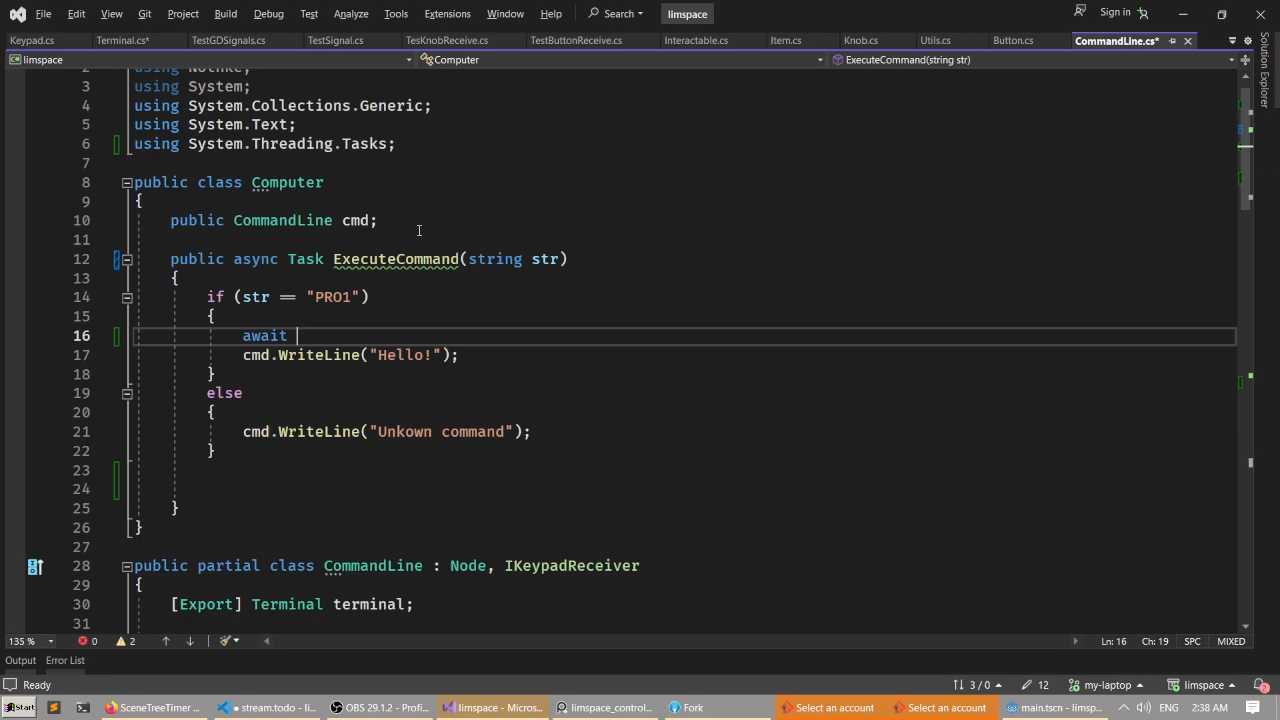 File Edit View Git Project Build Debug Test Analyze Tools Extensions Window Help Search limspace Sign in
Keypad.cs Terminal.cs* TestGDSignals.cs TestSignal.cs TesKnobReceive.cs TestButtonReceive.cs Interactable.cs Item.cs Knob.cs Utils.cs Button.cs CommandLine.cs*
limspace Computer ExecuteCommand(string str)
Solution Explorer
2 using Nothke;
3 using System;
4 using System.Collections.Generic;
5 using System.Text;
6 using System.Threading.Tasks;
7
8 public class Computer
9 {
10 public CommandLine cmd;
11
12 public async Task ExecuteCommand(string str)
13 {
14 if (str == "PRO1")
15 {
16 await
17 cmd.WriteLine("Hello!");
18 }
19 else
20 {
21 cmd.WriteLine("Unkown command");
22 }
23
24
25 }
26 }
27
28 public partial class CommandLine : Node, IKeypadReceiver
29 {
30 [Export] Terminal terminal;
31
135 % 0 2 Ln: 16 Ch: 19 SPC MIXED
Output Error List
Ready 3 / 0 12 my-laptop limspace 2
Start SceneTreeTimer ... ● stream.todo - li... OBS 29.1.2 - Profi... limspace - Micros... limspace_control... Fork Select an account Select an account main.tscn - limsp... 2:38 AM